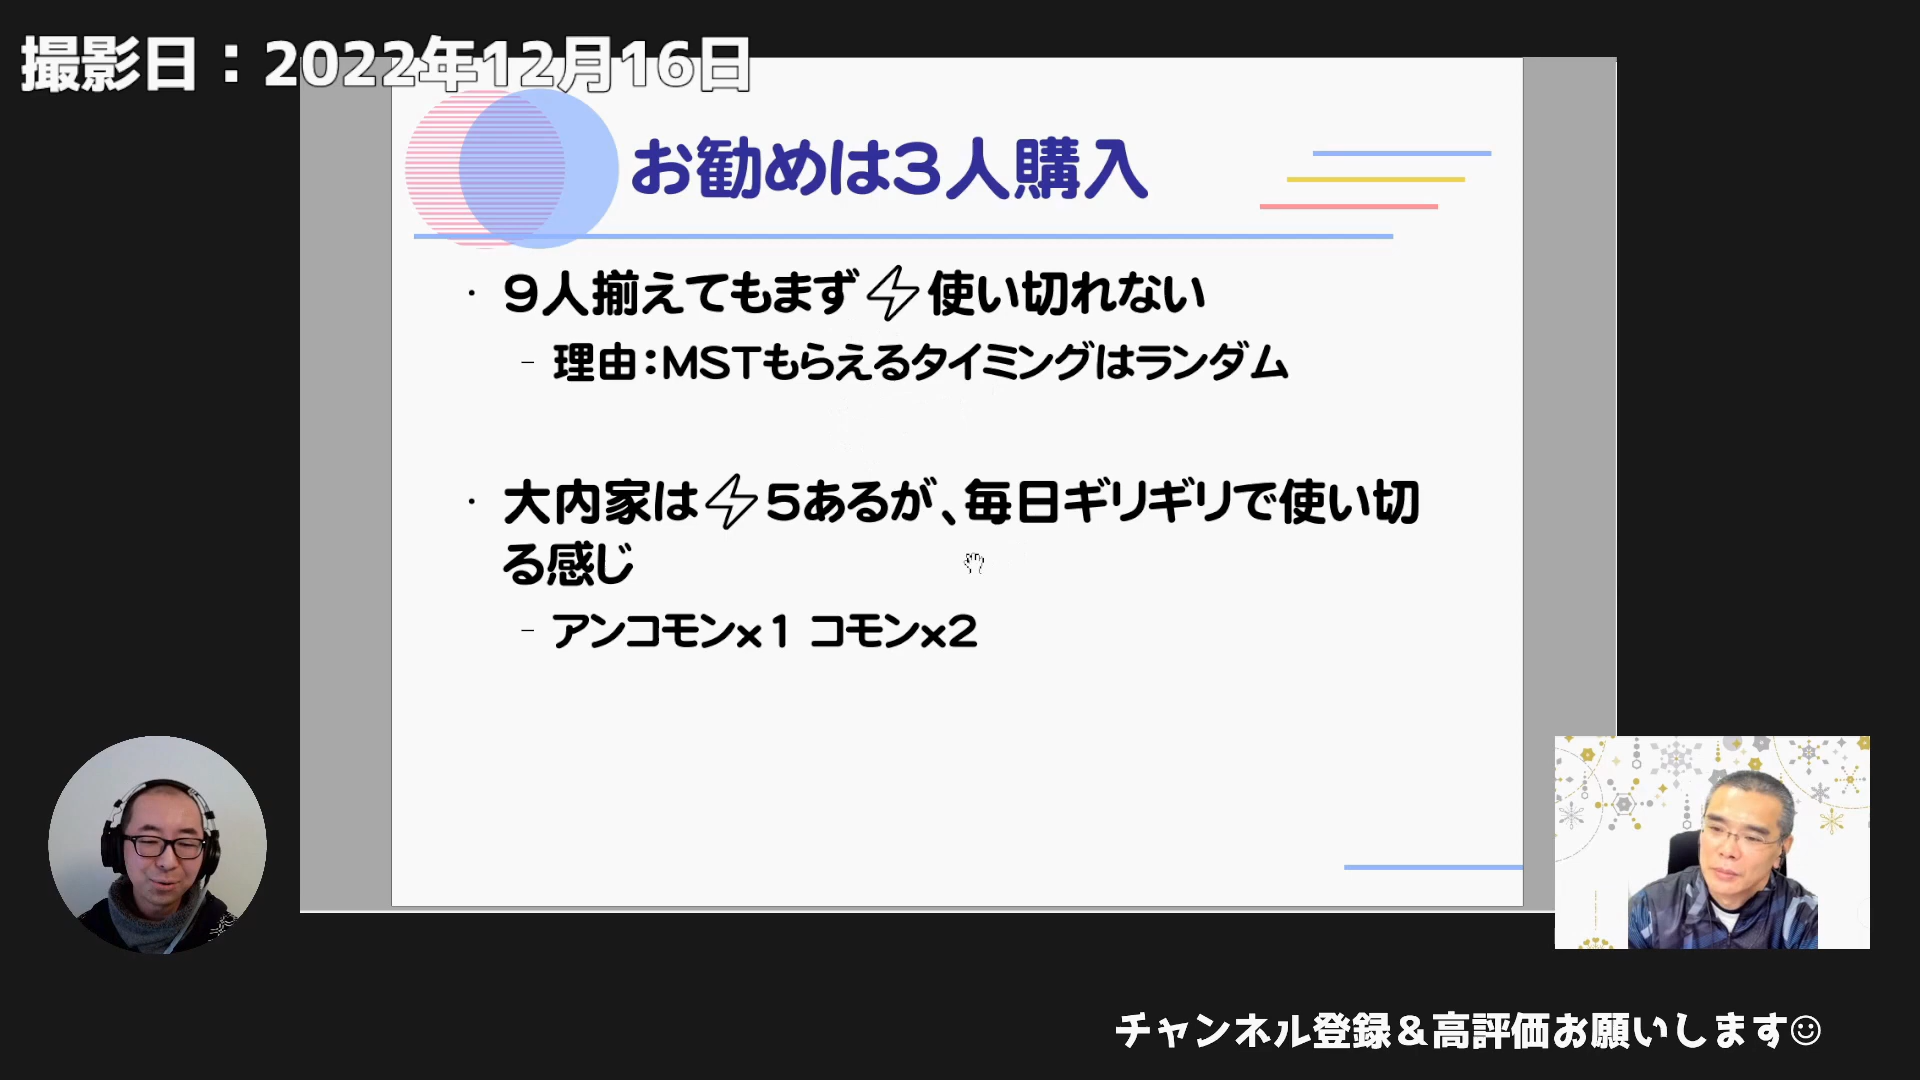 撮影日：2022年12月16日
お勧めは3人購入
・ 9人揃えてもまず⚡使い切れない
– 理由：MSTもらえるタイミングはランダム
・ 大内家は⚡5あるが、毎日ギリギリで使い切
る感じ
– アンコモンx1 コモンx2
チャンネル登録＆高評価お願いします☺